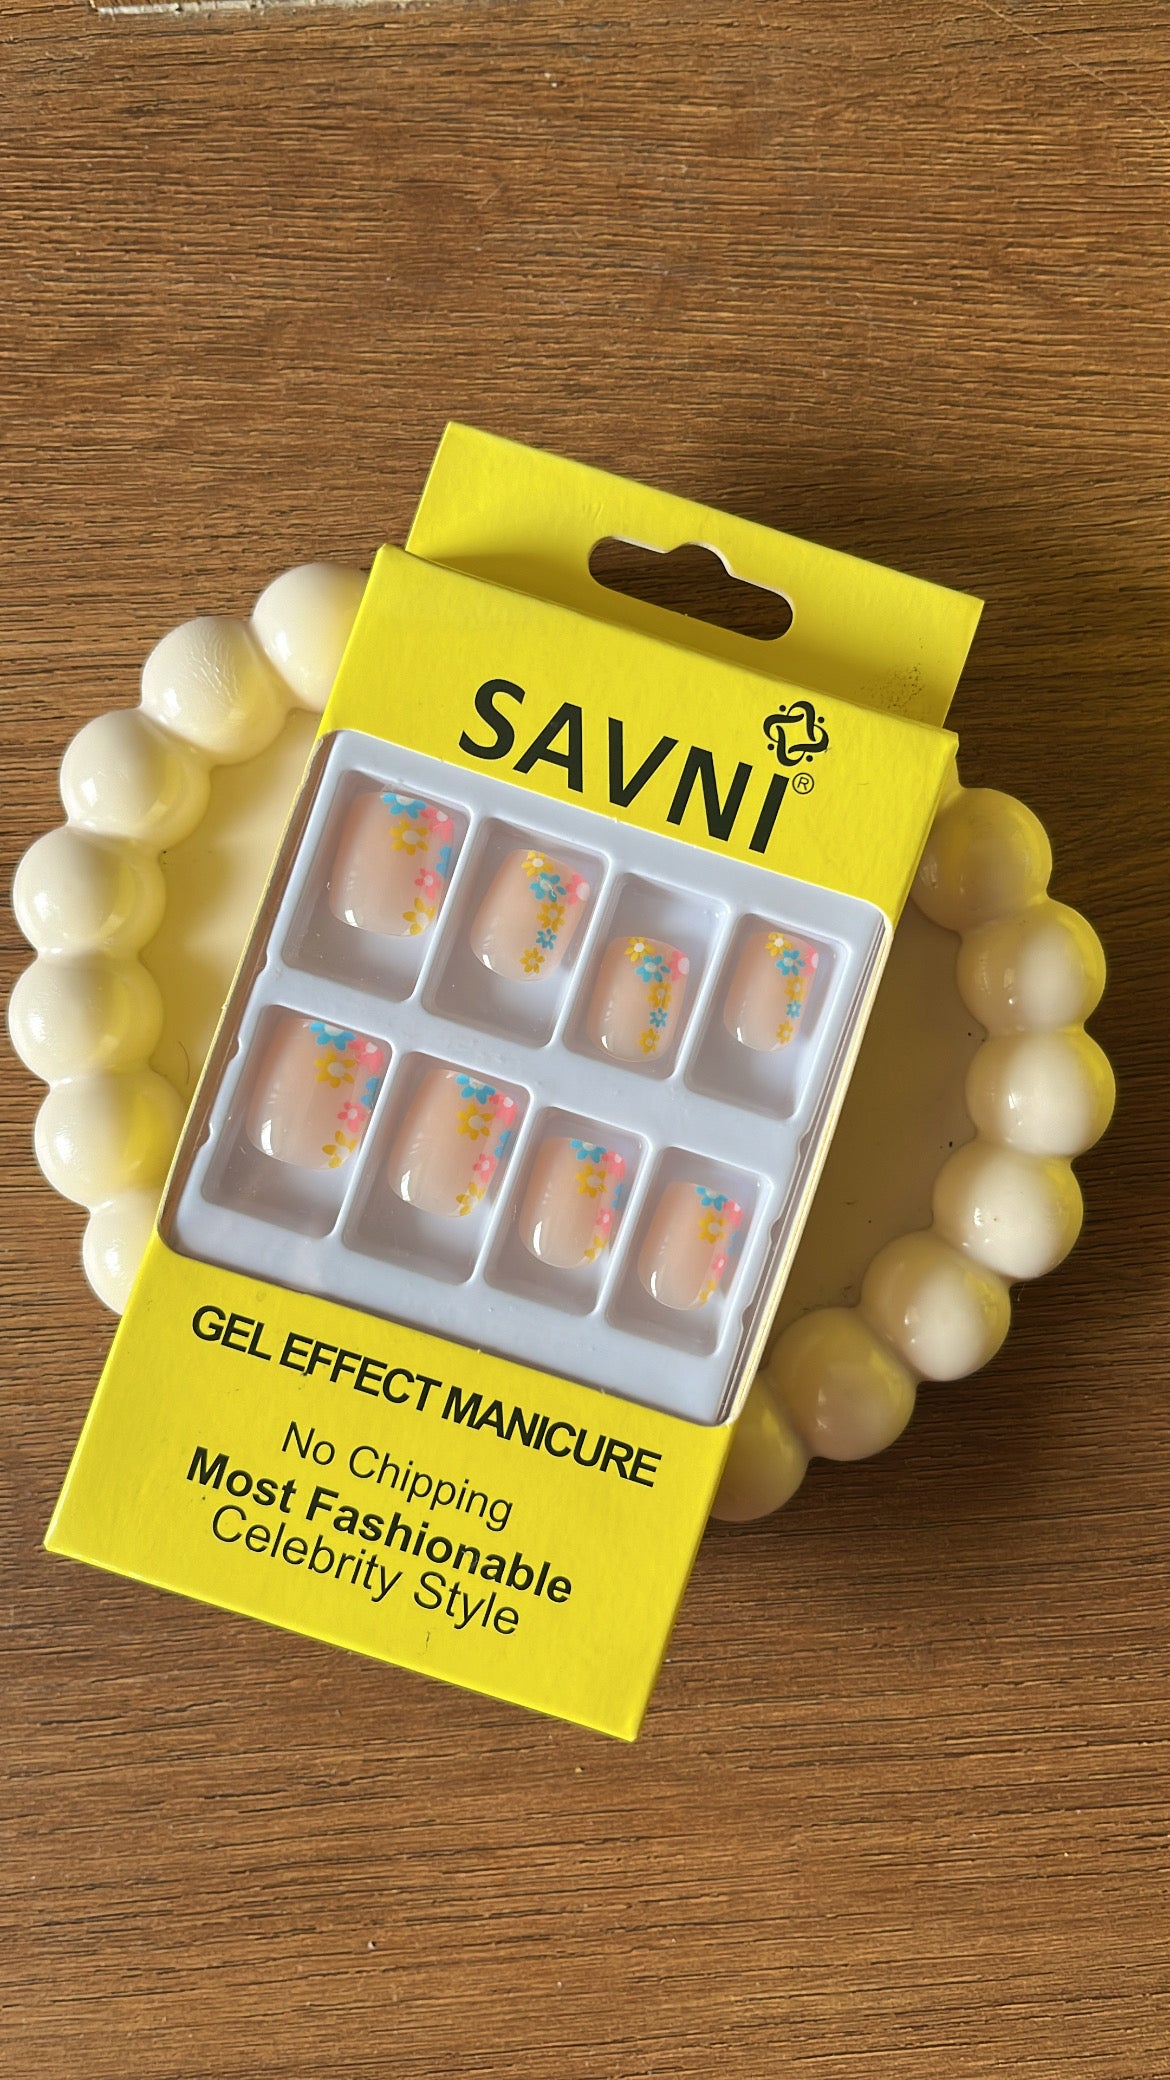 SAVNI®
GEL EFFECT MANICURE
No Chipping
Most Fashionable
Celebrity Style